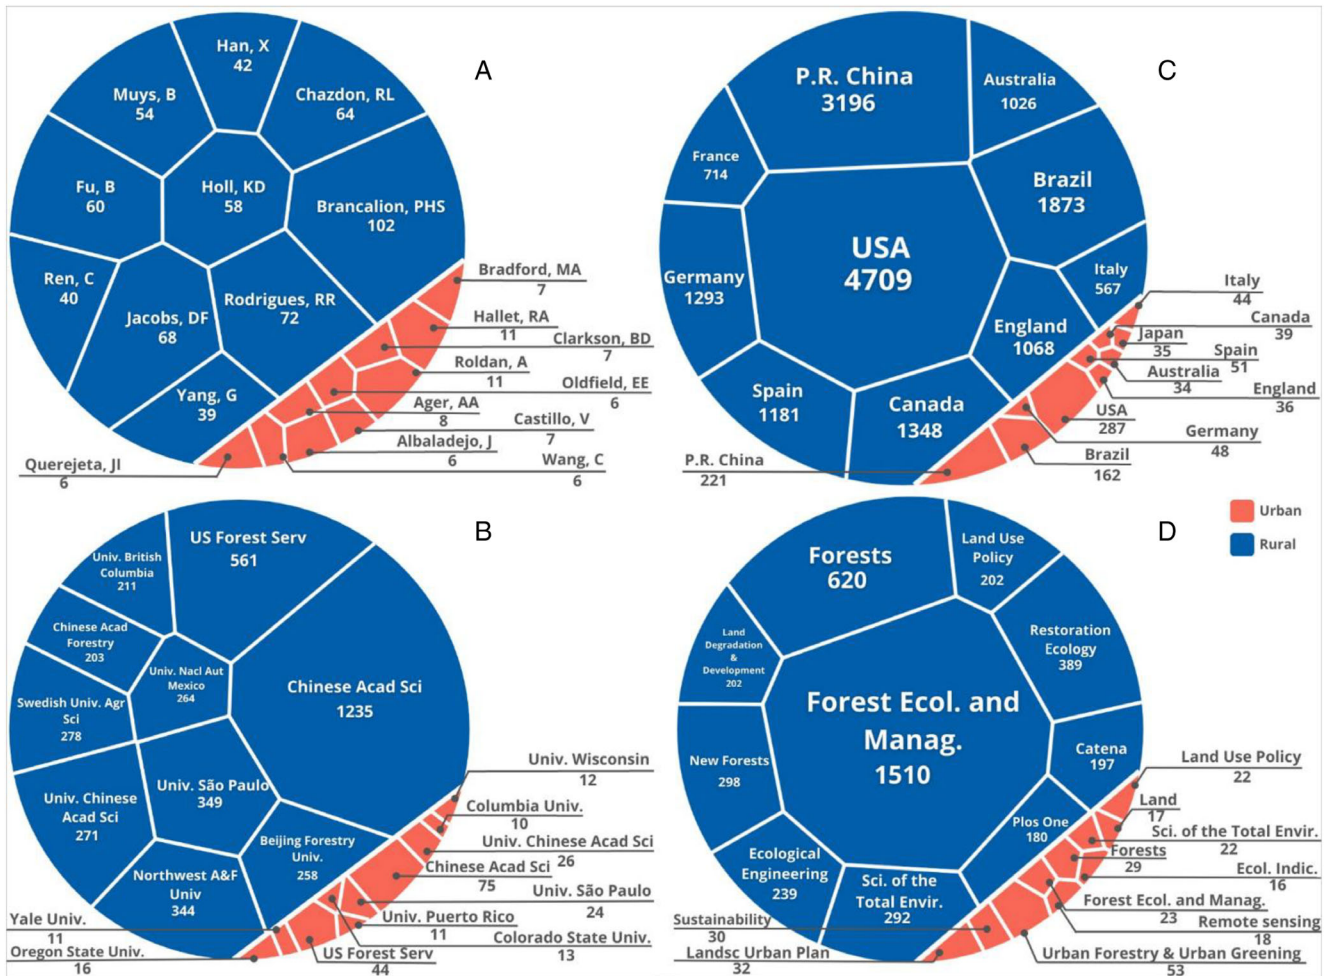 A
Han, X
42
Muys, B
54
Chazdon, RL
64
Fu, B
60
Holl, KD
58
Brancalion, PHS
102
Ren, C
40
Jacobs, DF
68
Rodrigues, RR
72
Yang, G
39
Bradford, MA
7
Hallet, RA
11
Clarkson, BD
7
Roldan, A
11
Oldfield, EE
6
Ager, AA
8
Castillo, V
7
Albaladejo, J
6
Wang, C
6
Querejeta, JI
6
C
P.R. China
3196
Australia
1026
France
714
Brazil
1873
USA
4709
Germany
1293
Italy
567
England
1068
Spain
1181
Canada
1348
Italy
44
Canada
39
Japan
35
Spain
51
Australia
34
England
36
USA
287
Germany
48
Brazil
162
P.R. China
221
Urban
Rural
B
US Forest Serv
561
Univ. British
Columbia
211
Chinese Acad
Forestry
203
Univ. Nacl Aut
Mexico
264
Chinese Acad Sci
1235
Swedish Univ. Agr
Sci
278
Univ. São Paulo
349
Univ. Chinese
Acad Sci
271
Beijing Forestry
Univ.
258
Northwest A&F
Univ
344
Univ. Wisconsin
12
Columbia Univ.
10
Univ. Chinese Acad Sci
26
Chinese Acad Sci
75
Univ. São Paulo
24
Univ. Puerto Rico
11
Colorado State Univ.
13
US Forest Serv
44
Yale Univ.
11
Oregon State Univ.
16
D
Forests
620
Land Use
Policy
202
Land
Degradation
&
Development
202
Restoration
Ecology
389
Forest Ecol. and
Manag.
1510
New Forests
298
Catena
197
Plos One
180
Ecological
Engineering
239
Sci. of the
Total Envir.
292
Land Use Policy
22
Land
17
Sci. of the Total Envir.
22
Forests
29
Ecol. Indic.
16
Forest Ecol. and Manag.
23
Remote sensing
18
Urban Forestry & Urban Greening
53
Sustainability
30
Landsc Urban Plan
32